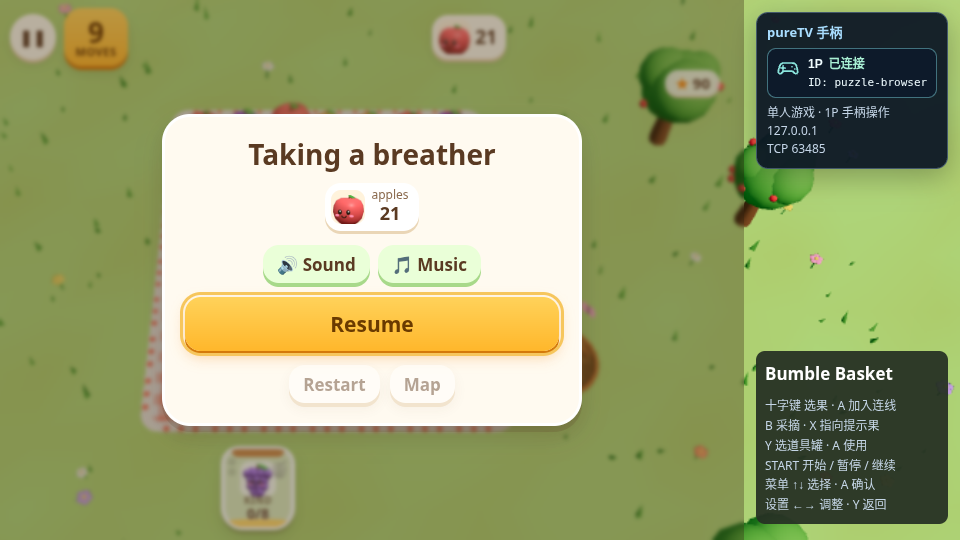 9
MOVES
21
90
Taking a breather
apples
21
🔊 Sound
🎵 Music
Resume
Restart
Map
0/8
pureTV 手柄
1P 已连接
ID: puzzle-browser
单人游戏 · 1P 手柄操作
127.0.0.1
TCP 63485
Bumble Basket
十字键 选果 · A 加入连线
B 采摘 · X 指向提示果
Y 选道具罐 · A 使用
START 开始 / 暂停 / 继续
菜单 ↑↓ 选择 · A 确认
设置 ←→ 调整 · Y 返回